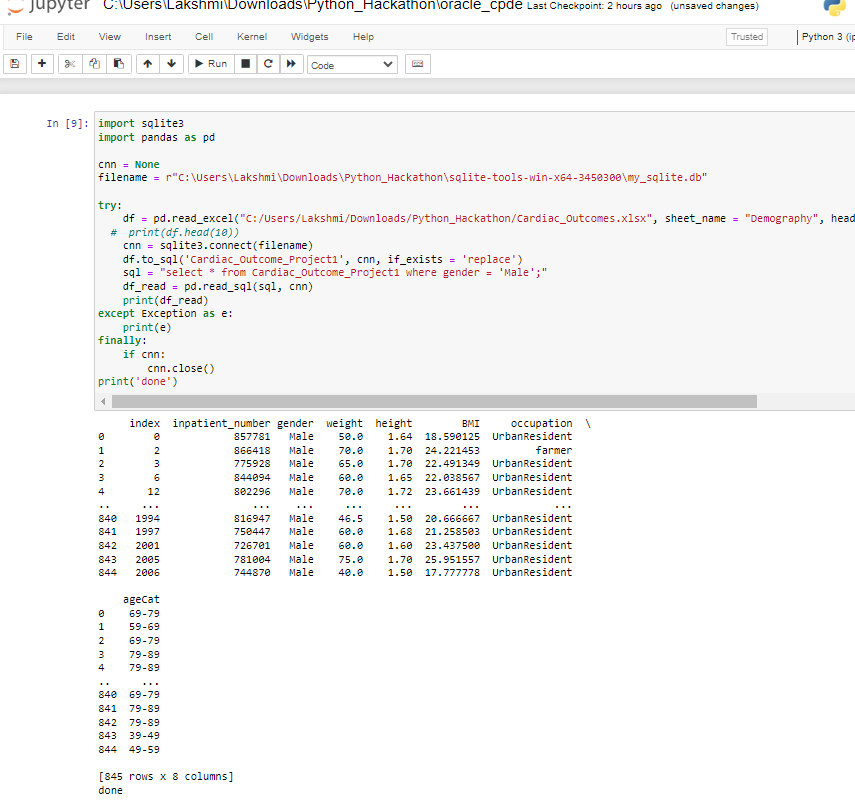 jupyter C:\Users\Lakshmi\Downloads\Python_Hackathon\oracle_cpde Last Checkpoint: 2 hours ago (unsaved changes)
File Edit View Insert Cell Kernel Widgets Help Trusted Python 3 (ip
Run Code
In [9]: import sqlite3
import pandas as pd
cnn = None
filename = r"C:\Users\Lakshmi\Downloads\Python_Hackathon\sqlite-tools-win-x64-3450300\my_sqlite.db"
try:
    df = pd.read_excel("C:/Users/Lakshmi/Downloads/Python_Hackathon/Cardiac_Outcomes.xlsx", sheet_name = "Demography", head
  #  print(df.head(10))
    cnn = sqlite3.connect(filename)
    df.to_sql('Cardiac_Outcome_Project1', cnn, if_exists = 'replace')
    sql = "select * from Cardiac_Outcome_Project1 where gender = 'Male';"
    df_read = pd.read_sql(sql, cnn)
    print(df_read)
except Exception as e:
    print(e)
finally:
    if cnn:
        cnn.close()
print('done')
     index  inpatient_number gender  weight  height        BMI     occupation  \
0        0            857781   Male    50.0    1.64  18.590125  UrbanResident
1        2            866418   Male    70.0    1.70  24.221453         farmer
2        3            775928   Male    65.0    1.70  22.491349  UrbanResident
3        6            844094   Male    60.0    1.65  22.038567  UrbanResident
4       12            802296   Male    70.0    1.72  23.661439  UrbanResident
..     ...               ...    ...     ...     ...        ...            ...
840   1994            816947   Male    46.5    1.50  20.666667  UrbanResident
841   1997            750447   Male    60.0    1.68  21.258503  UrbanResident
842   2001            726701   Male    60.0    1.60  23.437500  UrbanResident
843   2005            781004   Male    75.0    1.70  25.951557  UrbanResident
844   2006            744870   Male    40.0    1.50  17.777778  UrbanResident
    ageCat
0    69-79
1    59-69
2    69-79
3    79-89
4    79-89
..     ...
840  69-79
841  79-89
842  79-89
843  39-49
844  49-59
[845 rows x 8 columns]
done